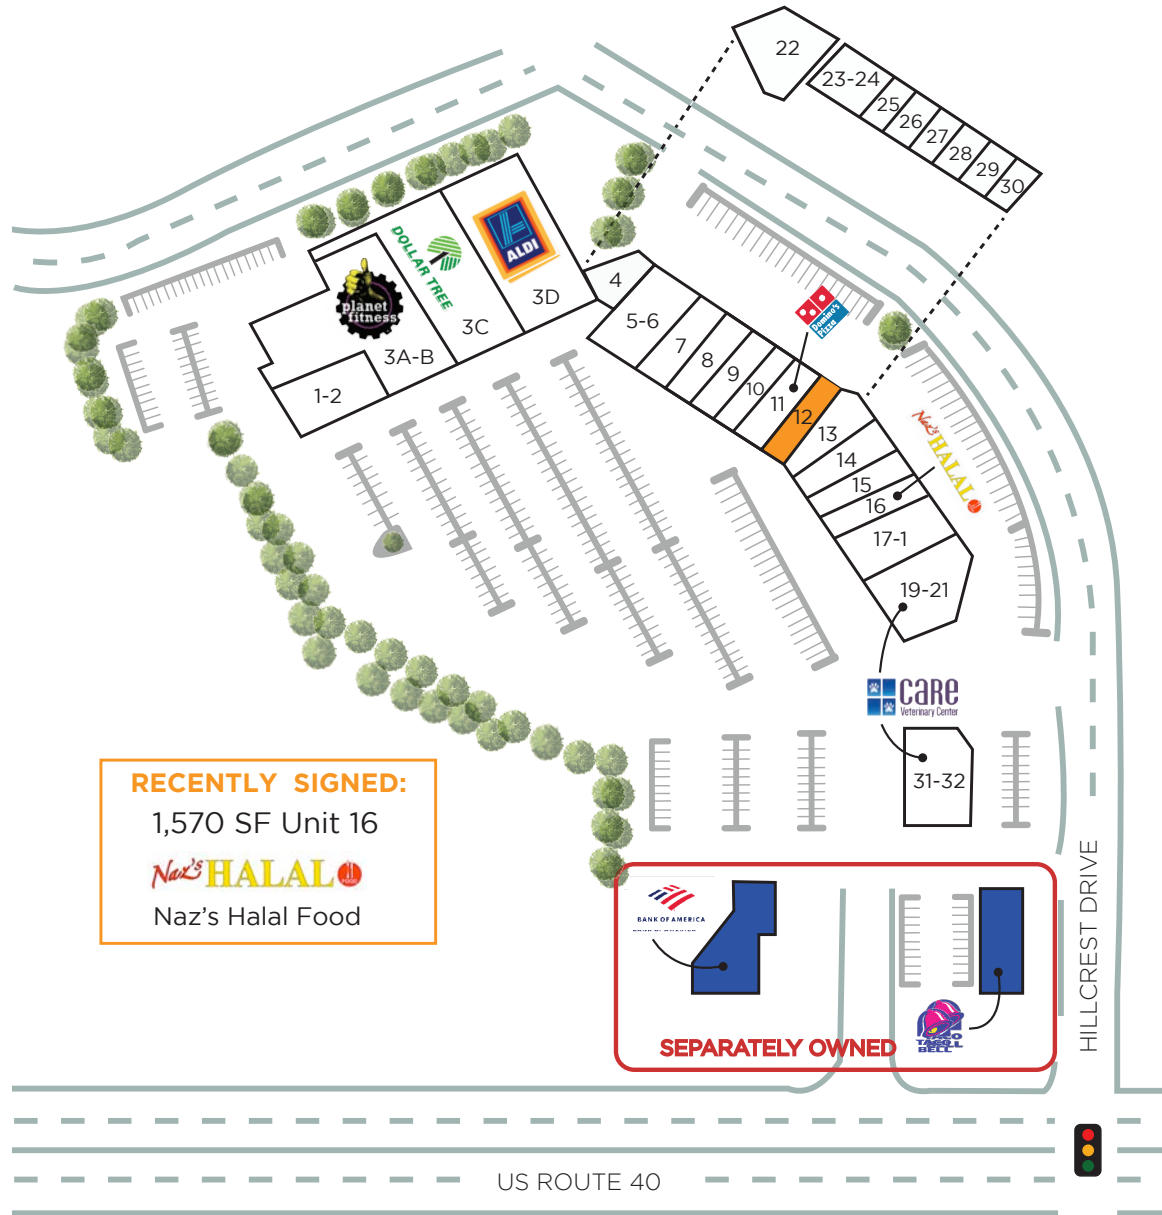 22
23-24
25
26
27
28
29
30
DOLLAR TREE
ALDI
planet
fitness
3D
3C
3A-B
1-2
4
5-6
7
8
9
10
11
12
13
14
15
16
17-1
19-21
Domino's
Pizza
Naz's
HALAL
CARE
Veterinary Center
31-32
RECENTLY SIGNED:
1,570 SF Unit 16
Naz's HALAL
FOOD
Naz's Halal Food
BANK OF AMERICA
SEPARATELY OWNED
TACO
BELL
HILLCREST DRIVE
US ROUTE 40